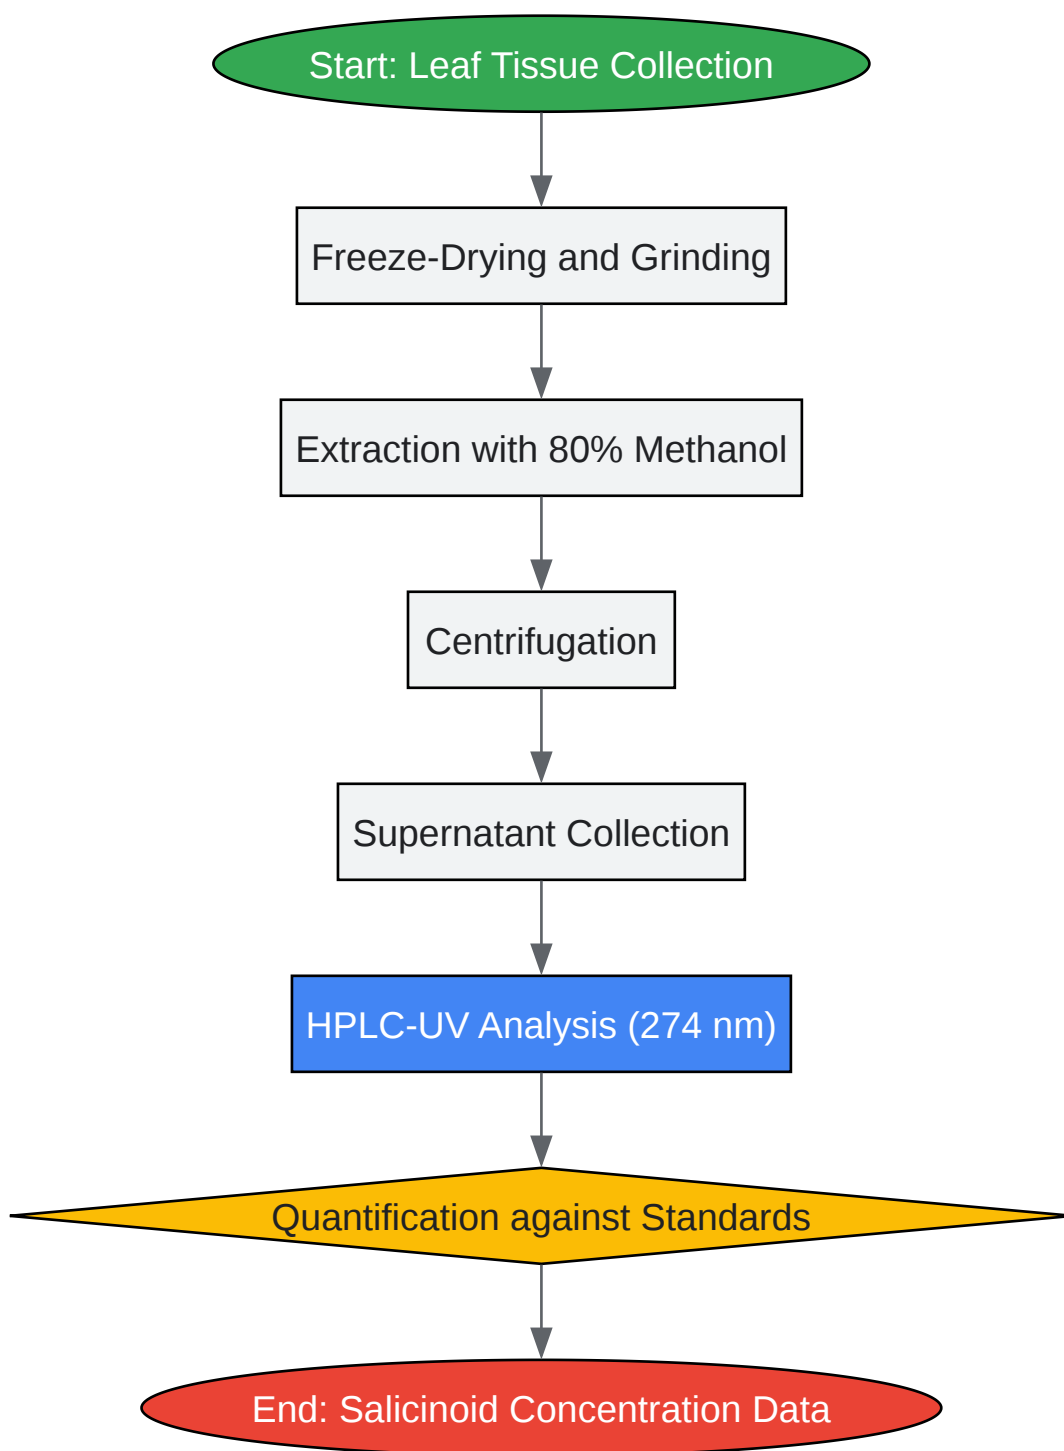 Start: Leaf Tissue Collection
Freeze-Drying and Grinding
Extraction with 80% Methanol
Centrifugation
Supernatant Collection
HPLC-UV Analysis (274 nm)
Quantification against Standards
End: Salicinoid Concentration Data